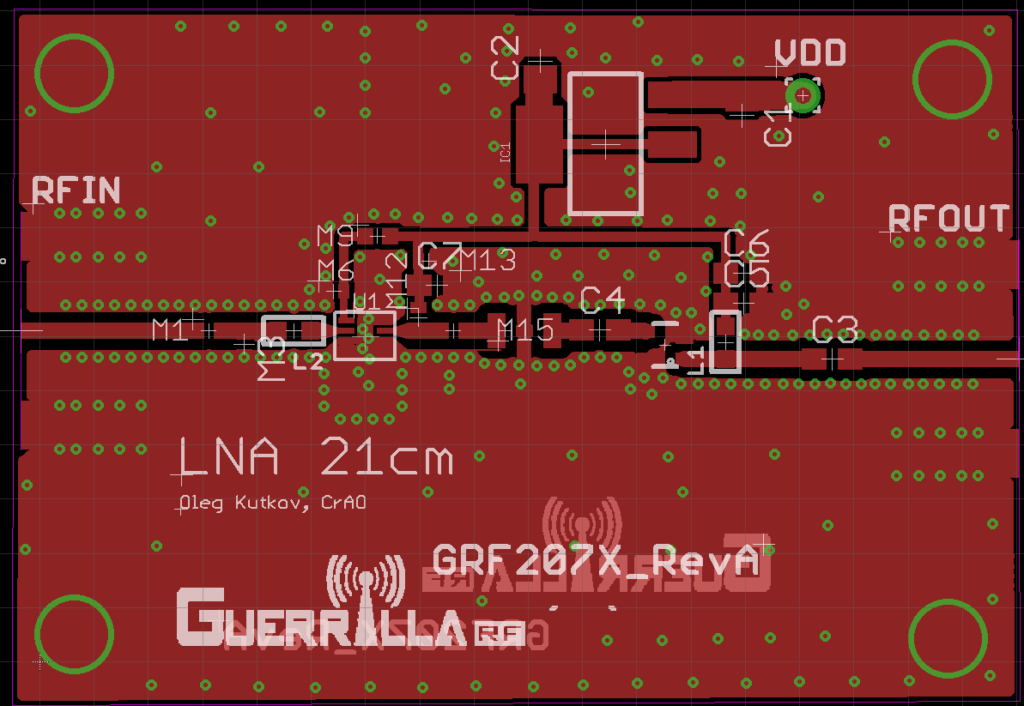 C2
VDD
C1
IC1
RFIN
RFOUT
M9
C7
M13
C6
M6
M12
U1
C4
M1
M15
C3
M3
L2
L1
LNA 21cm
Oleg Kutkov, CrAO
GRF207X_RevA
GUERRILLA RF